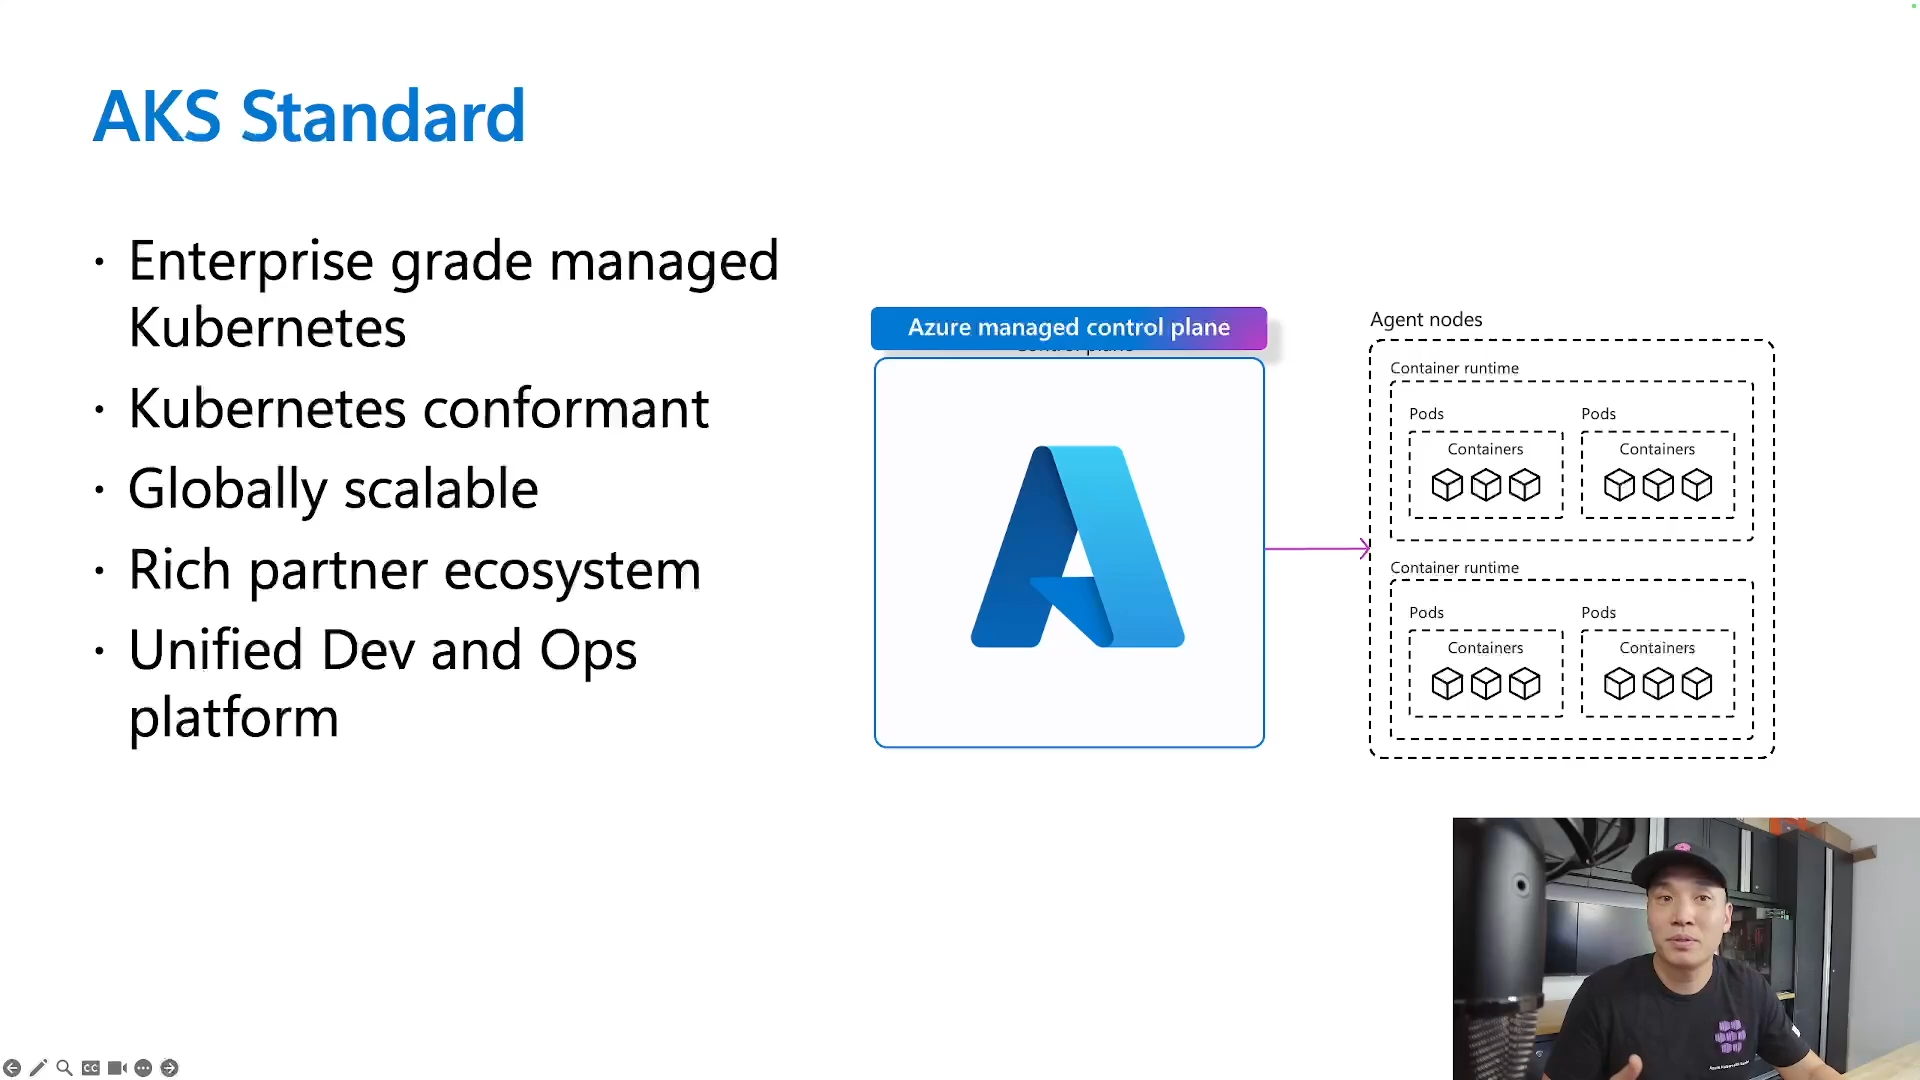 AKS Standard
· Enterprise grade managed
Kubernetes
· Kubernetes conformant
· Globally scalable
· Rich partner ecosystem
· Unified Dev and Ops
platform
Azure managed control plane
Agent nodes
Container runtime
Pods
Pods
Containers
Containers
Container runtime
Pods
Pods
Containers
Containers
CC